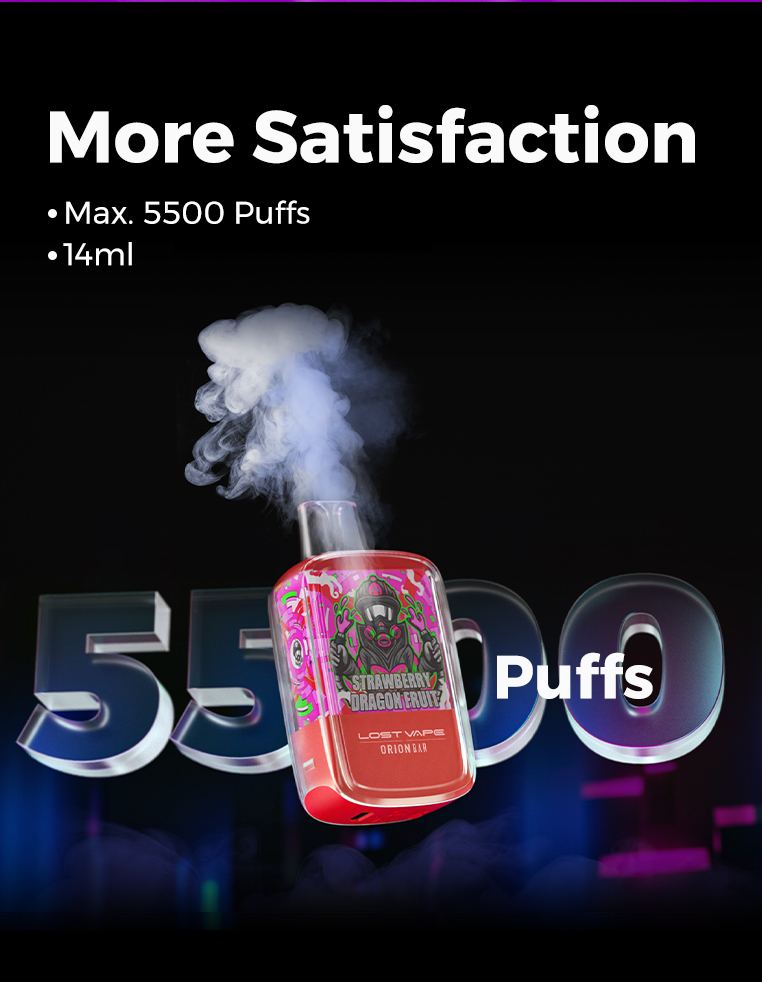 More Satisfaction
• Max. 5500 Puffs
• 14ml
5500
Puffs
STRAWBERRY
DRAGON FRUIT
LOST VAPE
ORION BAR